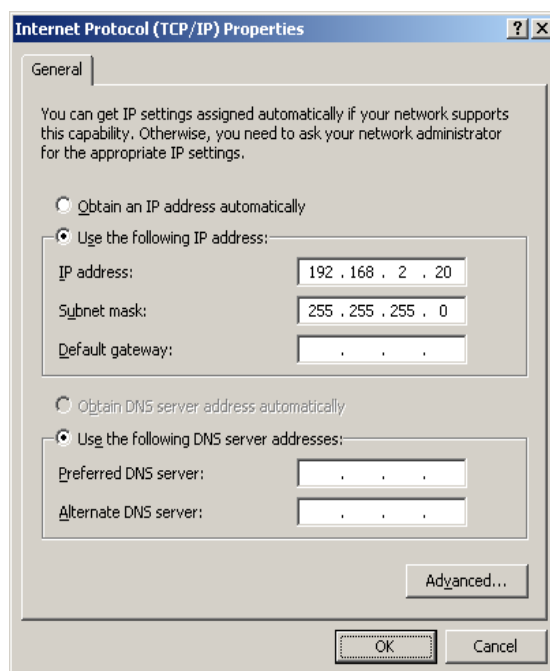 Internet Protocol (TCP/IP) Properties
General
You can get IP settings assigned automatically if your network supports
this capability. Otherwise, you need to ask your network administrator
for the appropriate IP settings.
Obtain an IP address automatically
Use the following IP address:
IP address: 192 . 168 . 2 . 20
Subnet mask: 255 . 255 . 255 . 0
Default gateway: . . .
Obtain DNS server address automatically
Use the following DNS server addresses:
Preferred DNS server: . . .
Alternate DNS server: . . .
Advanced...
OK Cancel